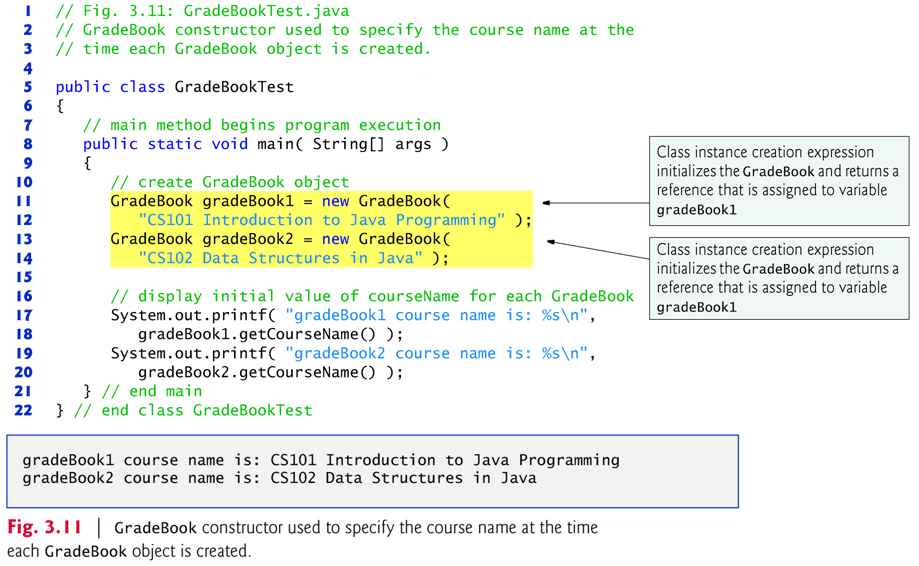 1 // Fig. 3.11: GradeBookTest.java
2 // GradeBook constructor used to specify the course name at the
3 // time each GradeBook object is created.
4
5 public class GradeBookTest
6 {
7 // main method begins program execution
8 public static void main( String[] args )
9 {
10 // create GradeBook object
11 GradeBook gradeBook1 = new GradeBook(
12 "CS101 Introduction to Java Programming" );
13 GradeBook gradeBook2 = new GradeBook(
14 "CS102 Data Structures in Java" );
15
16 // display initial value of courseName for each GradeBook
17 System.out.printf( "gradeBook1 course name is: %s\n",
18 gradeBook1.getCourseName() );
19 System.out.printf( "gradeBook2 course name is: %s\n",
20 gradeBook2.getCourseName() );
21 } // end main
22 } // end class GradeBookTest
Class instance creation expression
initializes the GradeBook and returns a
reference that is assigned to variable
gradeBook1
Class instance creation expression
initializes the GradeBook and returns a
reference that is assigned to variable
gradeBook1
gradeBook1 course name is: CS101 Introduction to Java Programming
gradeBook2 course name is: CS102 Data Structures in Java
Fig. 3.11 | GradeBook constructor used to specify the course name at the time
each GradeBook object is created.